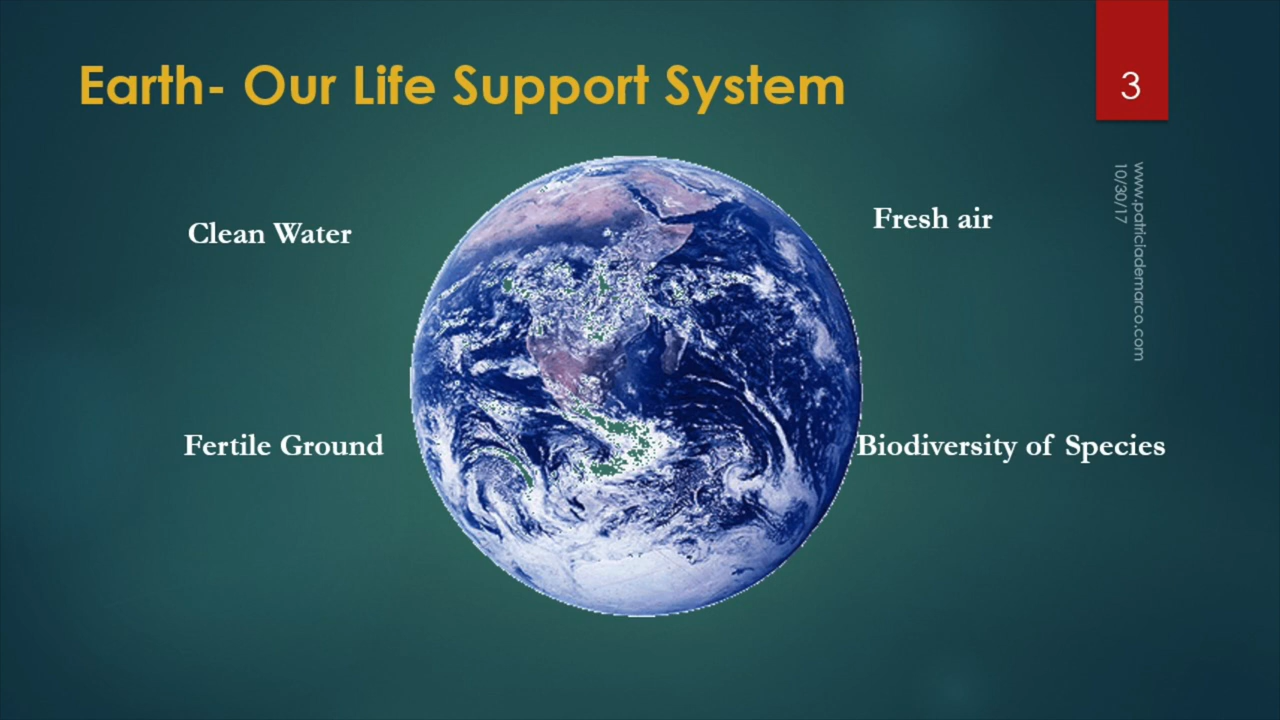 Earth- Our Life Support System
3
www.patriciademarco.com
10/30/17
Clean Water
Fresh air
Fertile Ground
Biodiversity of Species